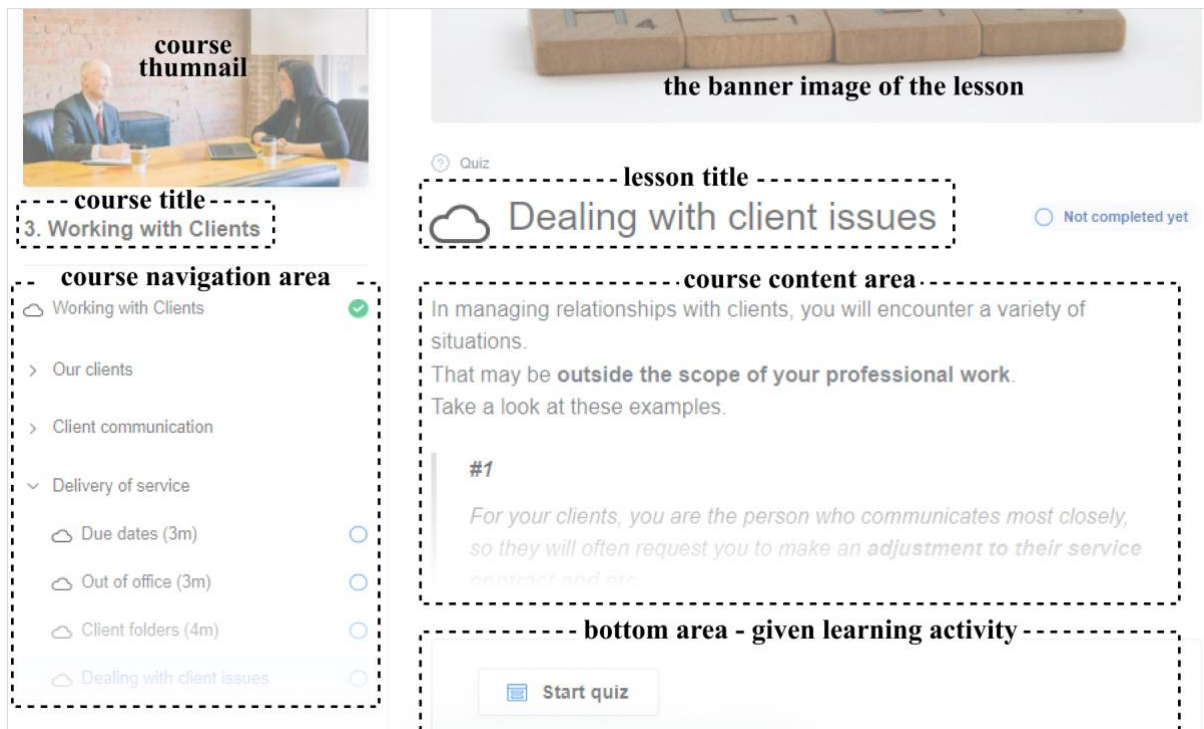 course
thumnail
course title
3. Working with Clients
course navigation area
Working with Clients
Our clients
Client communication
Delivery of service
Due dates (3m)
Out of office (3m)
Client folders (4m)
Dealing with client issues
the banner image of the lesson
Quiz
lesson title
Dealing with client issues
Not completed yet
course content area
In managing relationships with clients, you will encounter a variety of
situations.
That may be outside the scope of your professional work.
Take a look at these examples.
#1
For your clients, you are the person who communicates most closely,
so they will often request you to make an adjustment to their service
contract and etc
bottom area - given learning activity
Start quiz